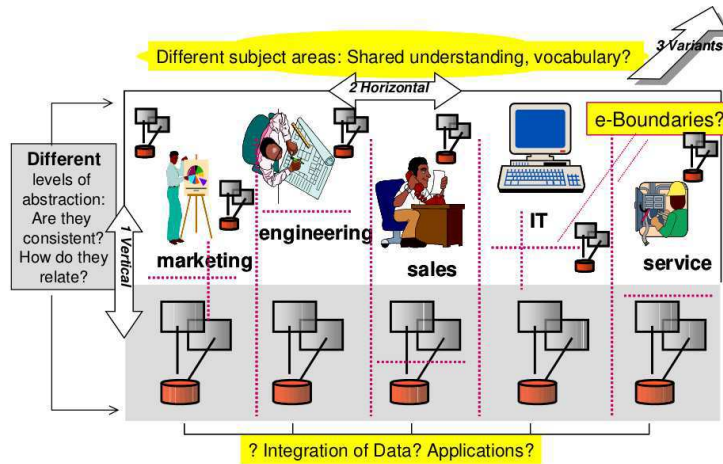 3 Variants
Different subject areas: Shared understanding, vocabulary?
2 Horizontal
e-Boundaries?
Different
levels of
abstraction:
Are they
consistent?
How do they
relate?
1 Vertical
marketing
engineering
sales
IT
service
? Integration of Data? Applications?